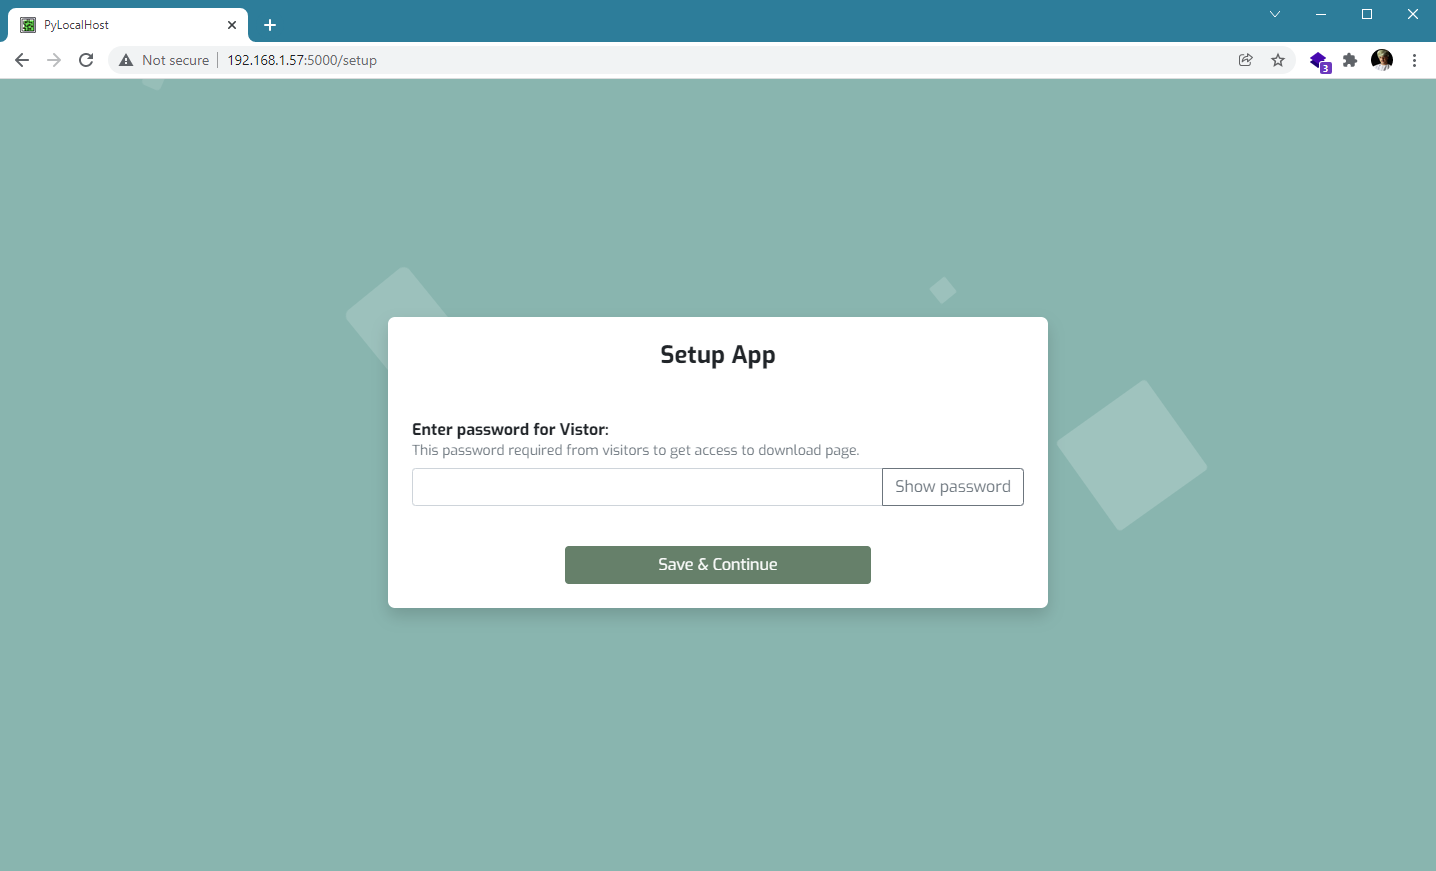 PyLocalHost
Not secure
192.168.1.57:5000/setup
3
Setup App
Enter password for Vistor:
This password required from visitors to get access to download page.
Show password
Save & Continue